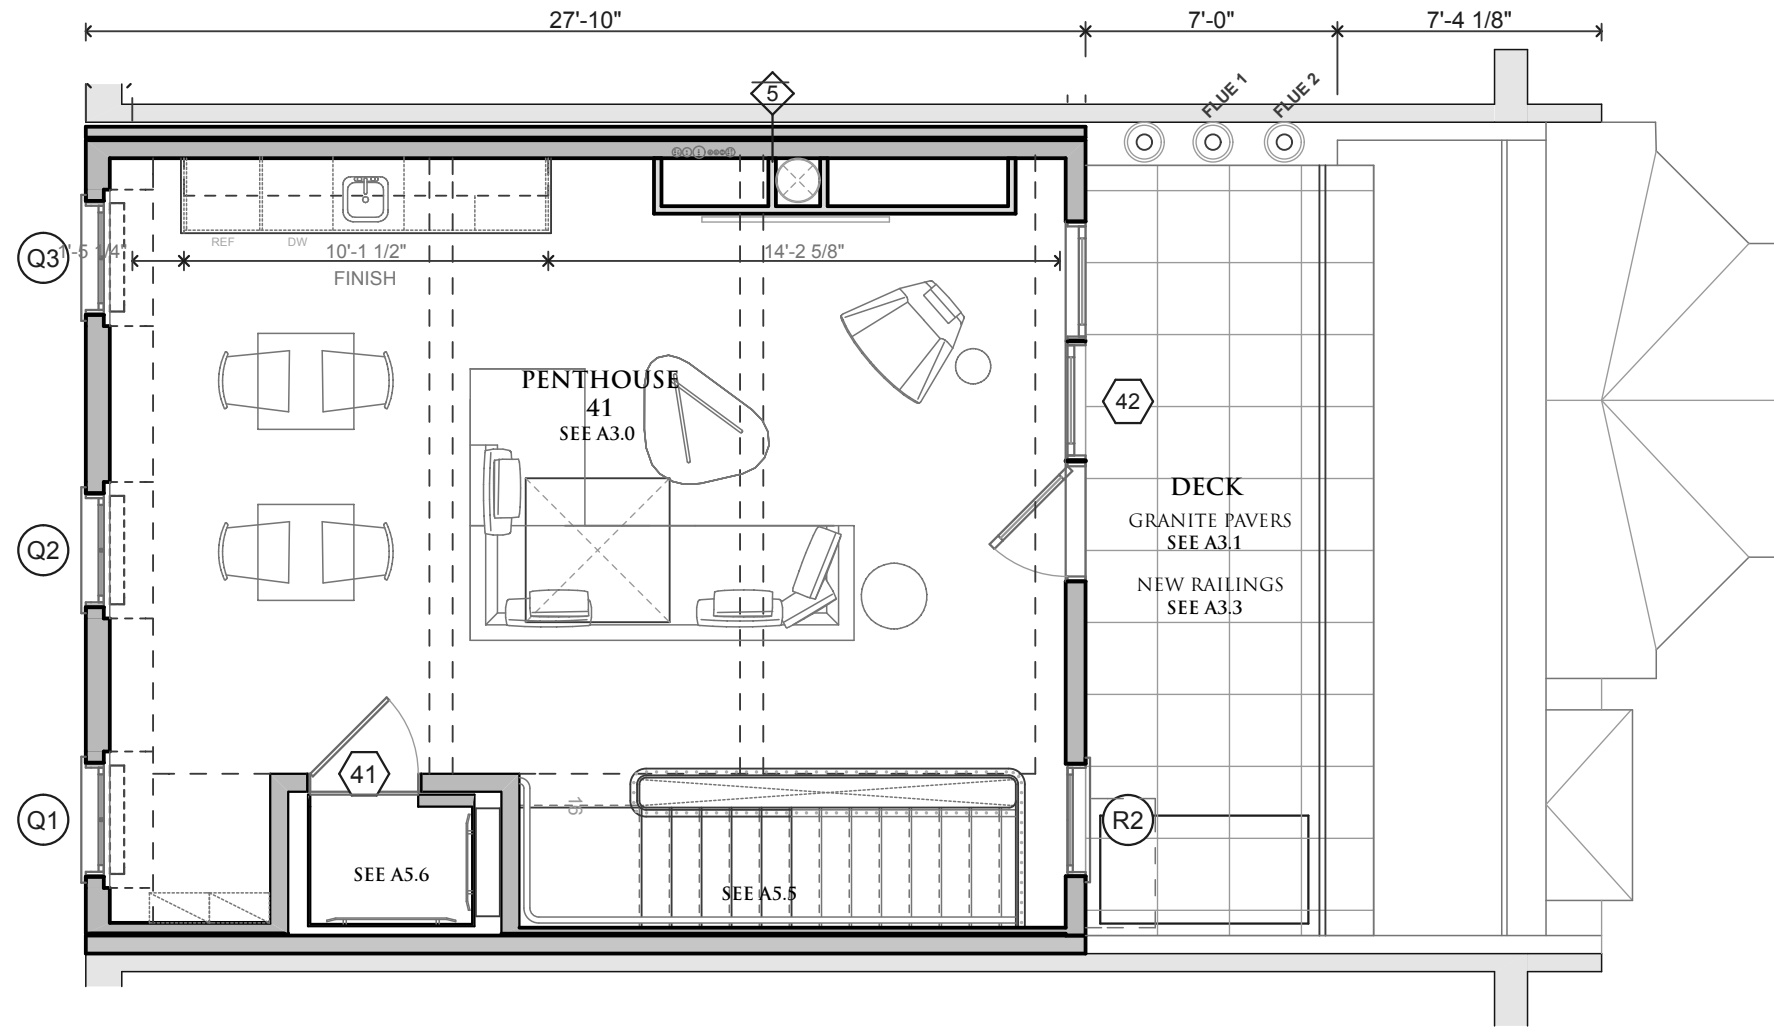 27'-10" 7'-0" 7'-4 1/8"
5
FLUE 1
FLUE 2
REF DW
Q3
1'-5 1/4" 10'-1 1/2" 14'-2 5/8"
FINISH
PENTHOUSE
41
SEE A3.0
42
DECK
GRANITE PAVERS
SEE A3.1
NEW RAILINGS
SEE A3.3
Q2
41
16
Q1
R2
SEE A5.6
SEE A5.5